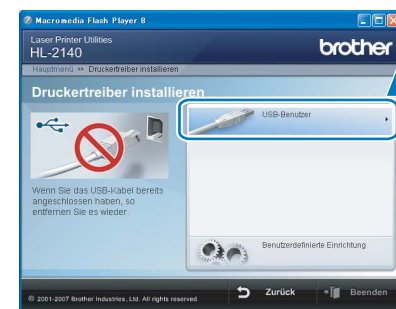 Macromedia Flash Player 8
Laser Printer Utilities
HL-2140
brother
Hauptmenü >> Druckertreiber installieren
Druckertreiber installieren
USB-Benutzer
Wenn Sie das USB-Kabel bereits
angeschlossen haben, so
entfernen Sie es wieder.
Benutzerdefinierte Einrichtung
© 2001-2007 Brother Industries, Ltd. All rights reserved.
Zurück
Beenden